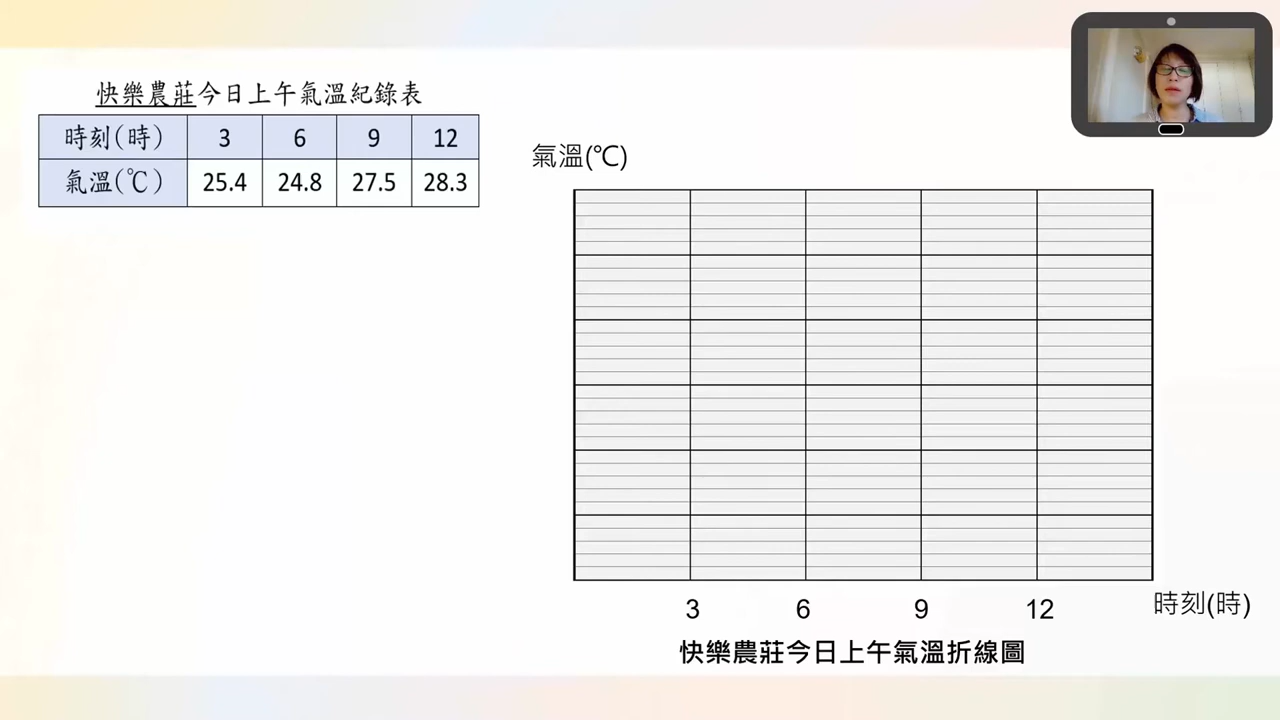 快樂農莊今日上午氣溫紀錄表
時刻(時) 3 6 9 12
氣溫(℃) 25.4 24.8 27.5 28.3
氣溫(℃)
3 6 9 12 時刻(時)
快樂農莊今日上午氣溫折線圖